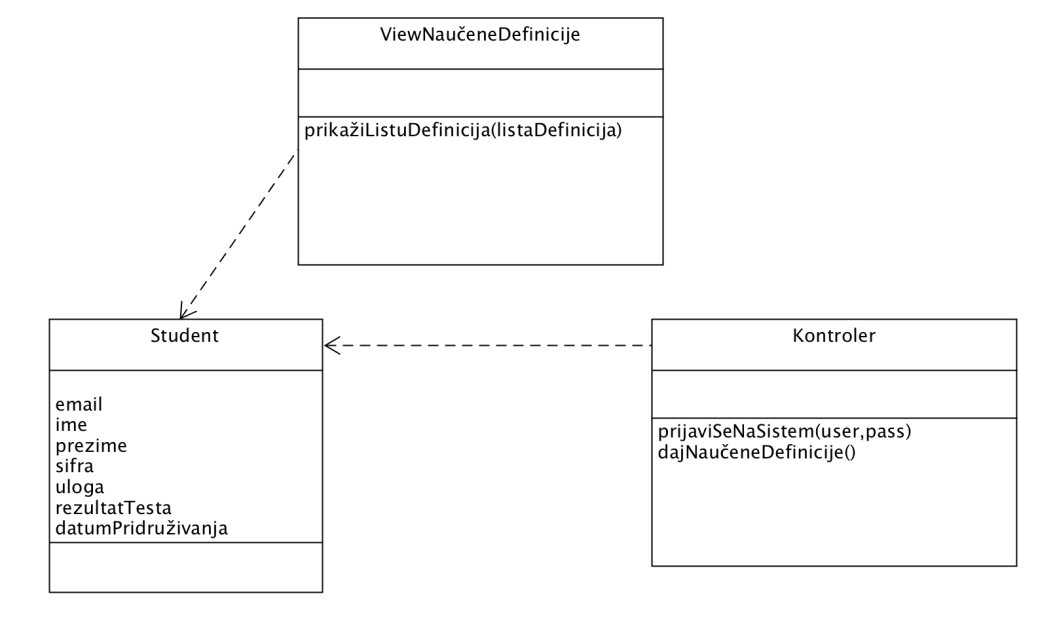 ViewNaučeneDefinicije
prikažiListuDefinicija(listaDefinicija)
Student
email
ime
prezime
sifra
uloga
rezultatTesta
datumPridruživanja
Kontroler
prijaviSeNaSistem(user,pass)
dajNaučeneDefinicije()